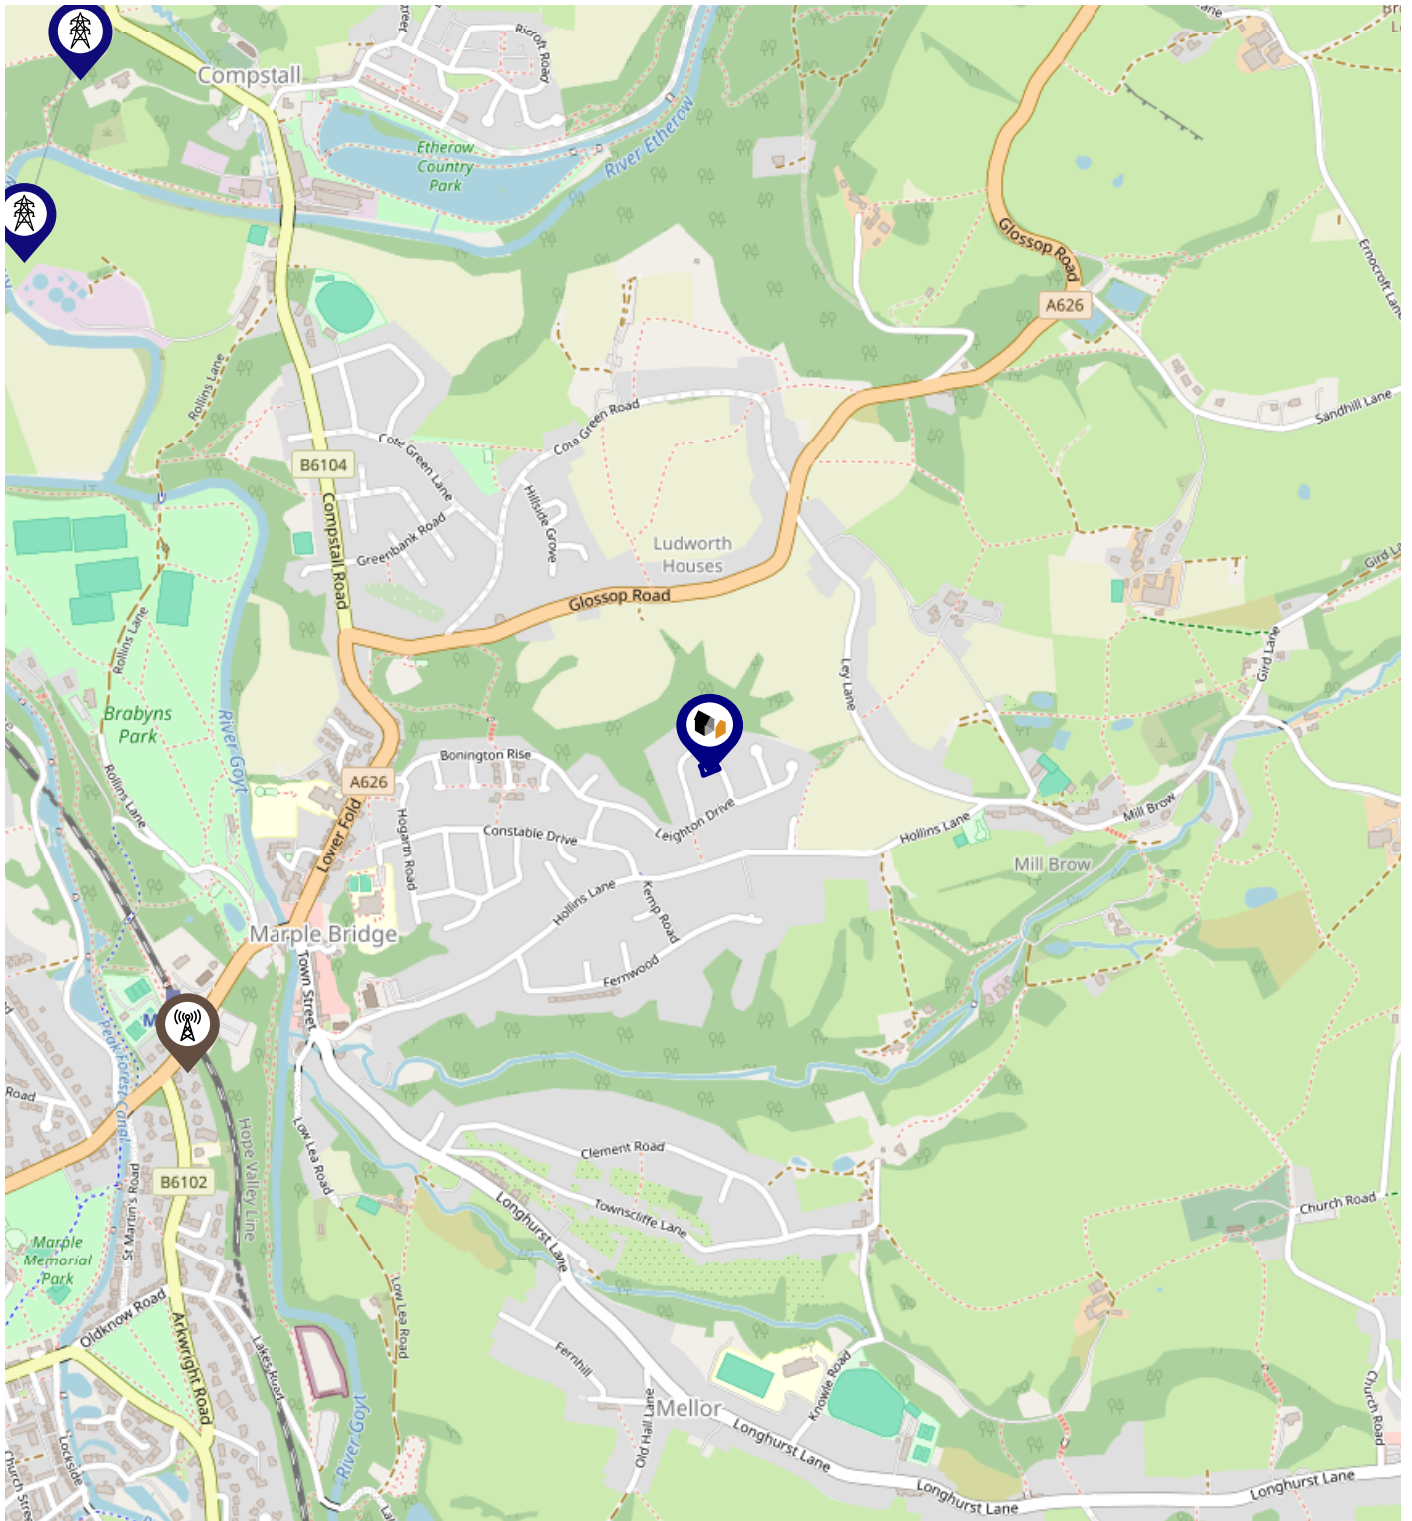 Compstall
Ricroft Road
Etherow
Country
Park
River Etherow
Glossop Road
A626
Ernocroft Lane
Sandhill Lane
Rollins Lane
Cote Green Road
Cote Green Lane
B6104
Compstall Road
Greenbank Road
Hillside Grove
Ludworth
Houses
Glossop Road
Gird La
Gird Lane
Ley Lane
Rollins Lane
Brabyns
Park
River Goyt
Rollins Lane
A626
Bonington Rise
Hogarth Road
Constable Drive
Leighton Drive
Lower Fold
Hollins Lane
Mill Brow
Mill Brow
Hollins Lane
Kemp Road
Fernwood
Marple Bridge
Town Street
Peak Forest Canal
Road
Hope Valley Line
Low Lea Road
Clement Road
B6102
St Martin's Road
Longhurst Lane
Townscliffe Lane
Church Road
Marple
Memorial
Park
Oldknow Road
Arkwright Road
Lakes Road
Low Lea Road
Fernhill
Old Hall Lane
Mellor
Knowle Road
Longhurst Lane
Church Road
River Goyt
Lockside
Church Stre
Longhurst Lane
Longhurst Lane